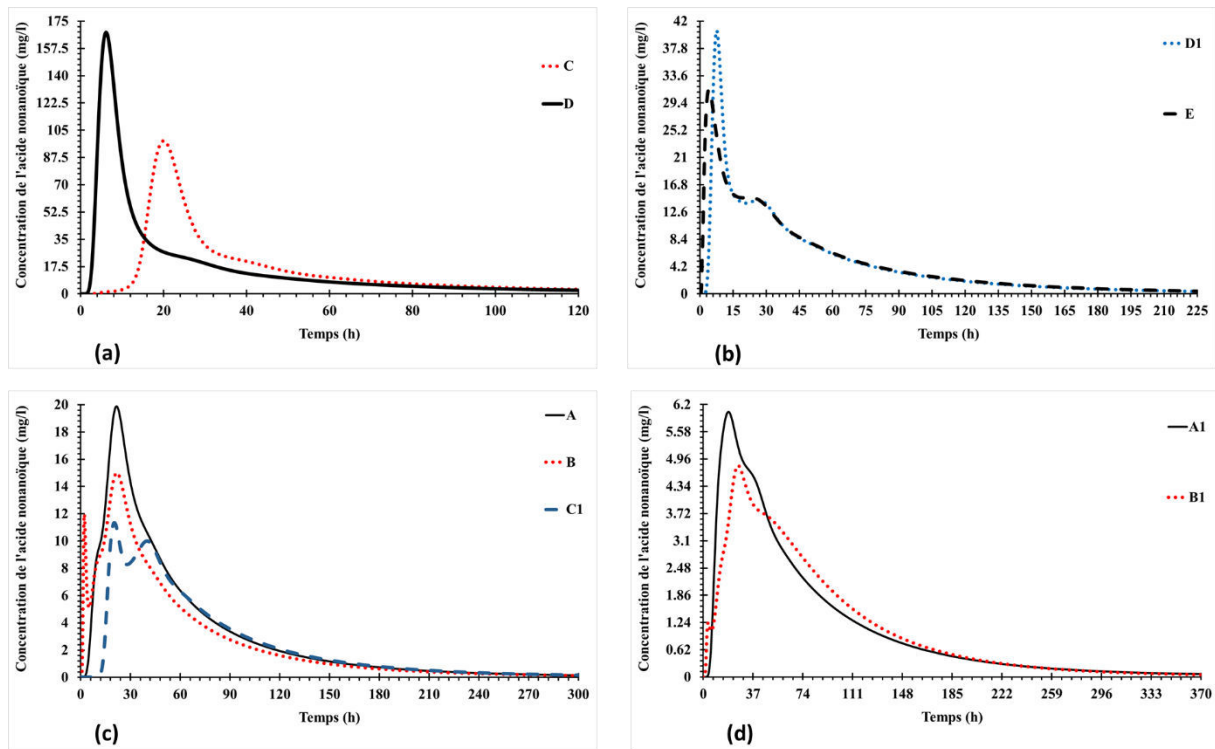 Concentration de l'acide nonanoïque (mg/l)
175
157.5
140
122.5
105
87.5
70
52.5
35
17.5
0
0 20 40 60 80 100 120
Temps (h)
C
D
(a)
Concentration de l'acide nonanoïque (mg/l)
42
37.8
33.6
29.4
25.2
21
16.8
12.6
8.4
4.2
0
0 15 30 45 60 75 90 105 120 135 150 165 180 195 210 225
Temps (h)
D1
E
(b)
Concentration de l'acide nonanoïque (mg/l)
20
18
16
14
12
10
8
6
4
2
0
0 30 60 90 120 150 180 210 240 270 300
Temps (h)
A
B
C1
(c)
Concentration de l'acide nonanoïque (mg/l)
6.2
5.58
4.96
4.34
3.72
3.1
2.48
1.86
1.24
0.62
0
0 37 74 111 148 185 222 259 296 333 370
Temps (h)
A1
B1
(d)